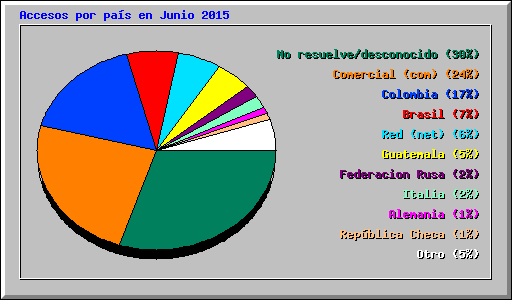 Accesos por país en Junio 2015
No resuelve/desconocido (30%)
Comercial (com) (24%)
Colombia (17%)
Brasil (7%)
Red (net) (6%)
Guatemala (5%)
Federacion Rusa (2%)
Italia (2%)
Alemania (1%)
República Checa (1%)
Otro (5%)